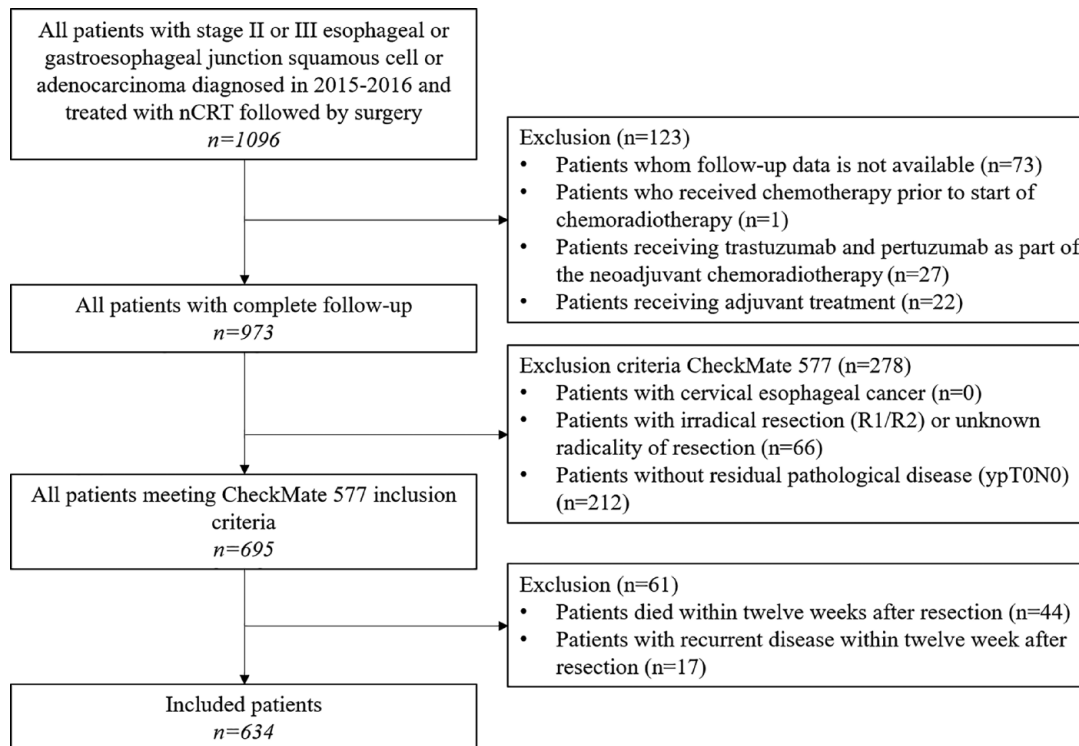 All patients with stage II or III esophageal or
gastroesophageal junction squamous cell or
adenocarcinoma diagnosed in 2015-2016 and
treated with nCRT followed by surgery
n=1096
Exclusion (n=123)
• Patients whom follow-up data is not available (n=73)
• Patients who received chemotherapy prior to start of
chemoradiotherapy (n=1)
• Patients receiving trastuzumab and pertuzumab as part of
the neoadjuvant chemoradiotherapy (n=27)
• Patients receiving adjuvant treatment (n=22)
All patients with complete follow-up
n=973
Exclusion criteria CheckMate 577 (n=278)
• Patients with cervical esophageal cancer (n=0)
• Patients with irradical resection (R1/R2) or unknown
radicality of resection (n=66)
• Patients without residual pathological disease (ypT0N0)
(n=212)
All patients meeting CheckMate 577 inclusion
criteria
n=695
Exclusion (n=61)
• Patients died within twelve weeks after resection (n=44)
• Patients with recurrent disease within twelve week after
resection (n=17)
Included patients
n=634